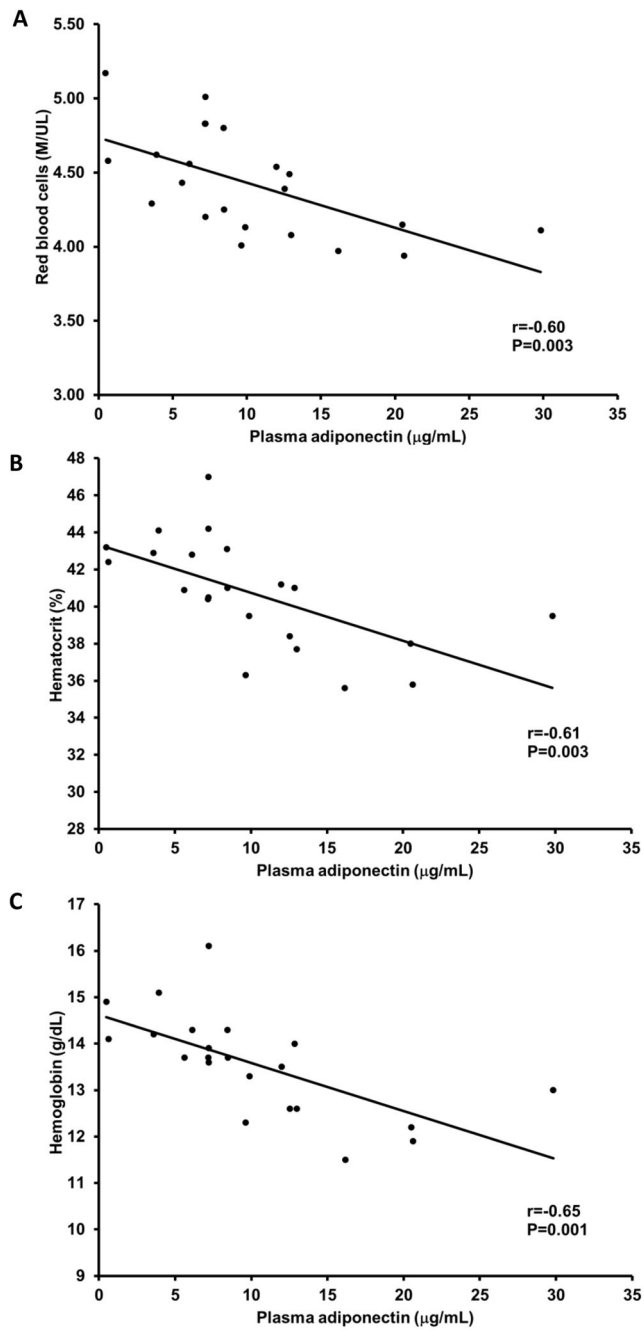 A
5.50
5.00
4.50
4.00
3.50
3.00
Red blood cells (M/UL)
r=-0.60
P=0.003
0 5 10 15 20 25 30 35
Plasma adiponectin (μg/mL)
B
48
46
44
42
40
38
36
34
32
30
28
Hematocrit (%)
r=-0.61
P=0.003
0 5 10 15 20 25 30 35
Plasma adiponectin (μg/mL)
C
17
16
15
14
13
12
11
10
9
Hemoglobin (g/dL)
r=-0.65
P=0.001
0 5 10 15 20 25 30 35
Plasma adiponectin (μg/mL)